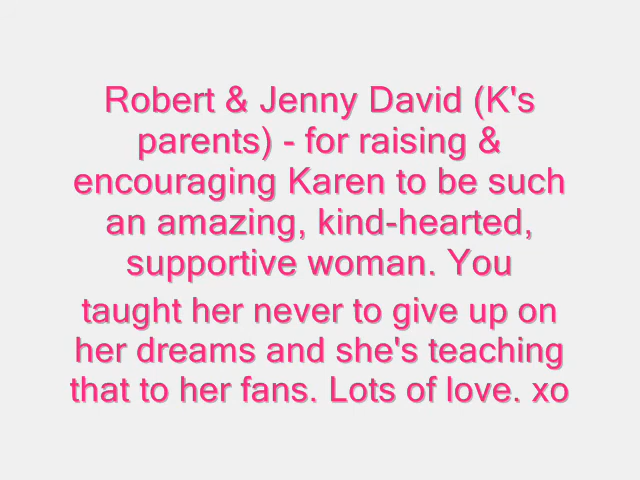 Robert & Jenny David (K's
parents) - for raising &
encouraging Karen to be such
an amazing, kind-hearted,
supportive woman. You
taught her never to give up on
her dreams and she's teaching
that to her fans. Lots of love. xo